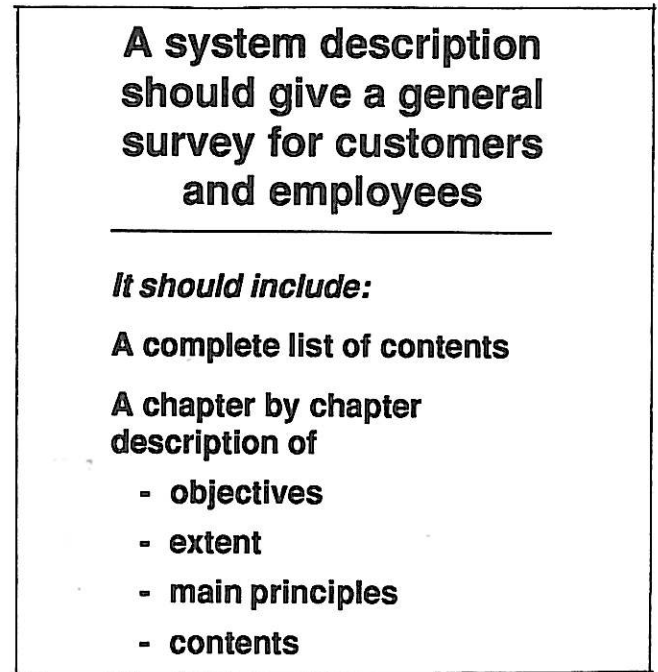 A system description
should give a general
survey for customers
and employees
It should include:
A complete list of contents
A chapter by chapter
description of
- objectives
- extent
- main principles
- contents